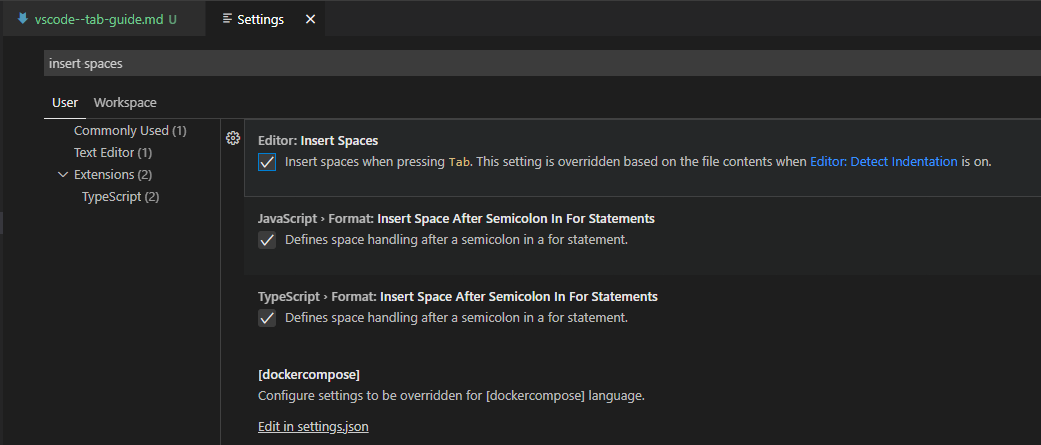 vscode--tab-guide.md U
Settings
insert spaces
User Workspace
Commonly Used (1)
Text Editor (1)
Extensions (2)
TypeScript (2)
Editor: Insert Spaces
Insert spaces when pressing Tab. This setting is overridden based on the file contents when Editor: Detect Indentation is on.
JavaScript › Format: Insert Space After Semicolon In For Statements
Defines space handling after a semicolon in a for statement.
TypeScript › Format: Insert Space After Semicolon In For Statements
Defines space handling after a semicolon in a for statement.
[dockercompose]
Configure settings to be overridden for [dockercompose] language.
Edit in settings.json